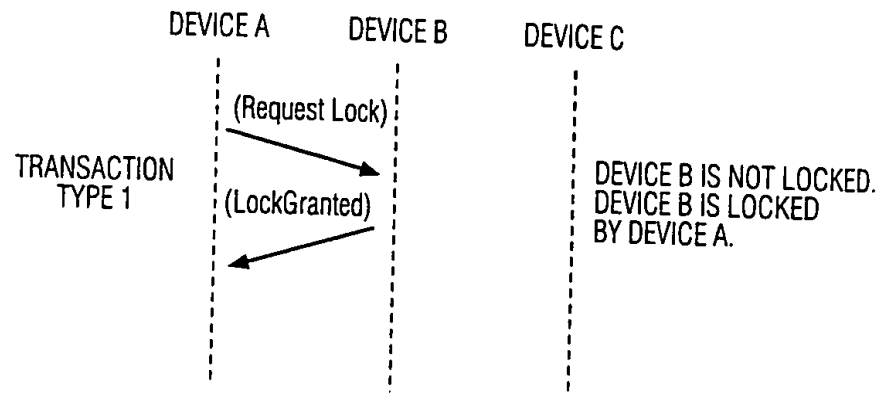 DEVICE A
DEVICE B
DEVICE C
(Request Lock)
TRANSACTION
TYPE 1
(LockGranted)
DEVICE B IS NOT LOCKED.
DEVICE B IS LOCKED
BY DEVICE A.